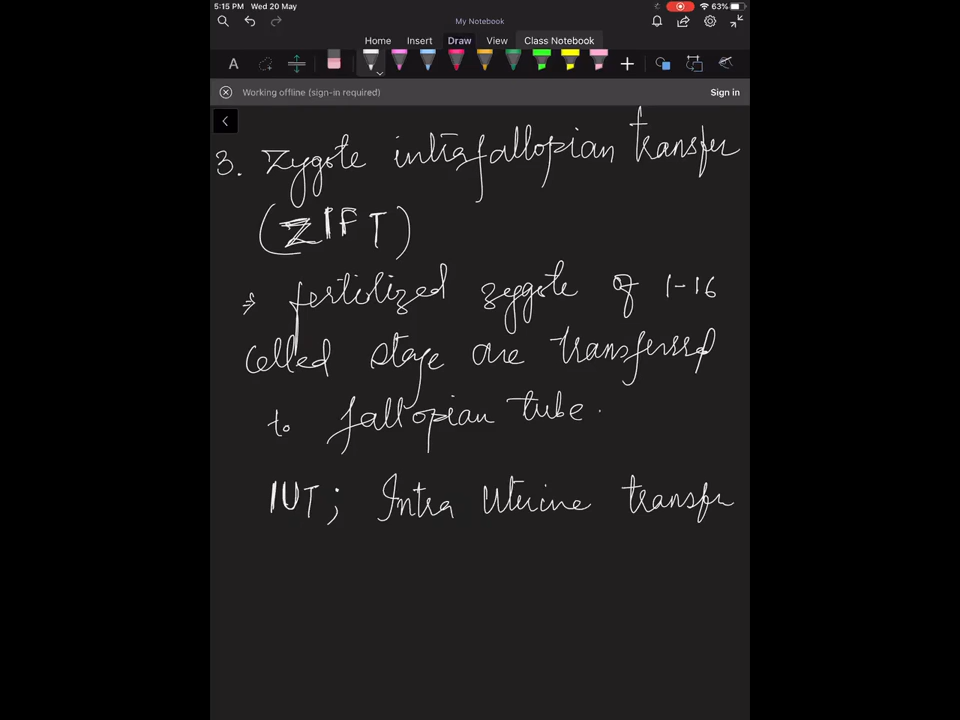 5:15 PM Wed 20 May
63%
My Notebook
Home Insert Draw View Class Notebook
A
Working offline (sign-in required)
Sign in
3. Zygote intrafallopian transfer
(ZIFT)
⇒ fertilized zygote of 1-16
celled stage are transferred
to fallopian tube.
IUT; Intra Uterine transfer